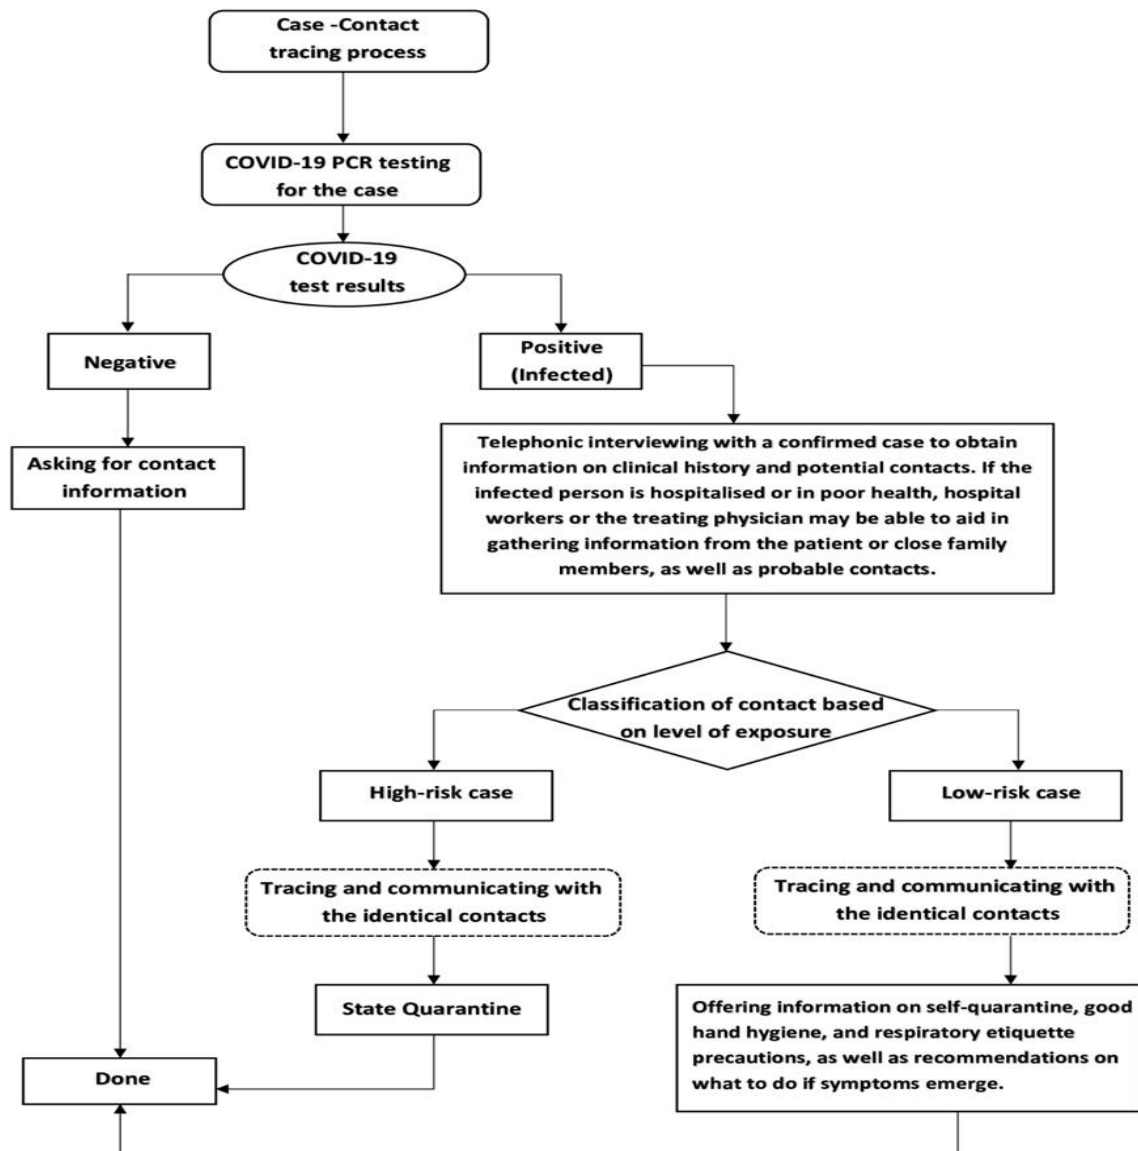 Case -Contact
tracing process
COVID-19 PCR testing
for the case
COVID-19
test results
Negative
Positive
(Infected)
Asking for contact
information
Telephonic interviewing with a confirmed case to obtain
information on clinical history and potential contacts. If the
infected person is hospitalised or in poor health, hospital
workers or the treating physician may be able to aid in
gathering information from the patient or close family
members, as well as probable contacts.
Classification of contact based
on level of exposure
High-risk case
Low-risk case
Tracing and communicating with
the identical contacts
Tracing and communicating with
the identical contacts
State Quarantine
Offering information on self-quarantine, good
hand hygiene, and respiratory etiquette
precautions, as well as recommendations on
what to do if symptoms emerge.
Done